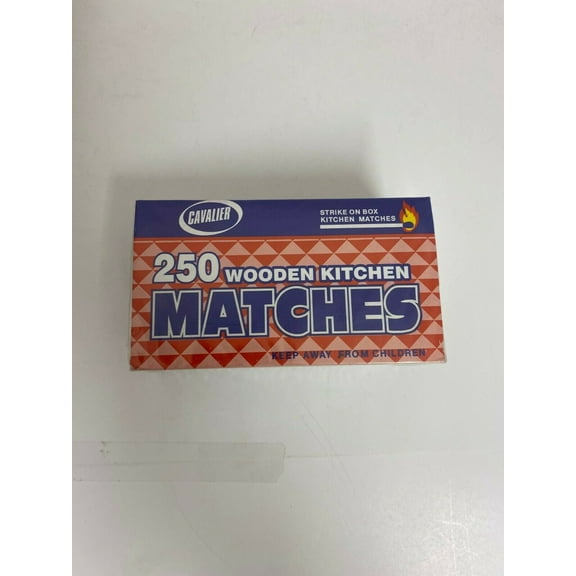 CAVALIER
STRIKE ON BOX
KITCHEN MATCHES
250 WOODEN KITCHEN
MATCHES
KEEP AWAY FROM CHILDREN